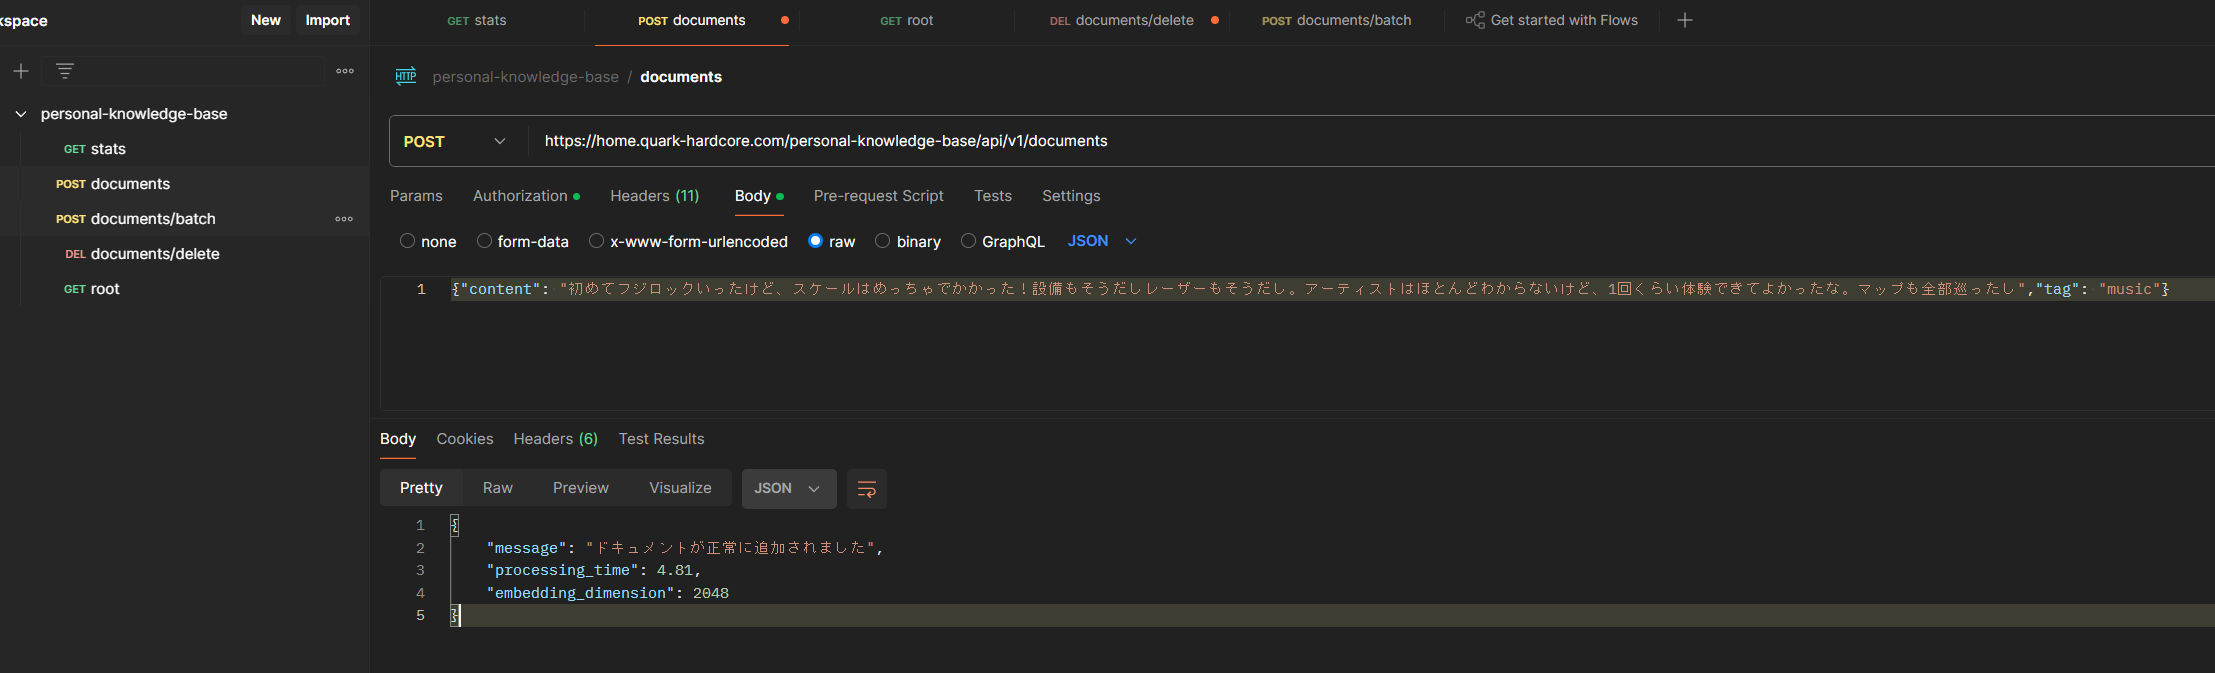 kspace
New
Import
GET stats
POST documents
GET root
DEL documents/delete
POST documents/batch
Get started with Flows
personal-knowledge-base
GET stats
POST documents
POST documents/batch
DEL documents/delete
GET root
HTTP personal-knowledge-base / documents
POST https://home.quark-hardcore.com/personal-knowledge-base/api/v1/documents
Params Authorization Headers (11) Body Pre-request Script Tests Settings
none form-data x-www-form-urlencoded raw binary GraphQL JSON
1 {"content": "初めてフジロックいったけど、スケールはめっちゃでかかった！設備もそうだしレーザーもそうだし。アーティストはほとんどわからないけど、1回くらい体験できてよかったな。マップも全部巡ったし","tag": "music"}
Body Cookies Headers (6) Test Results
Pretty Raw Preview Visualize JSON
1 {
2 "message": "ドキュメントが正常に追加されました",
3 "processing_time": 4.81,
4 "embedding_dimension": 2048
5 }